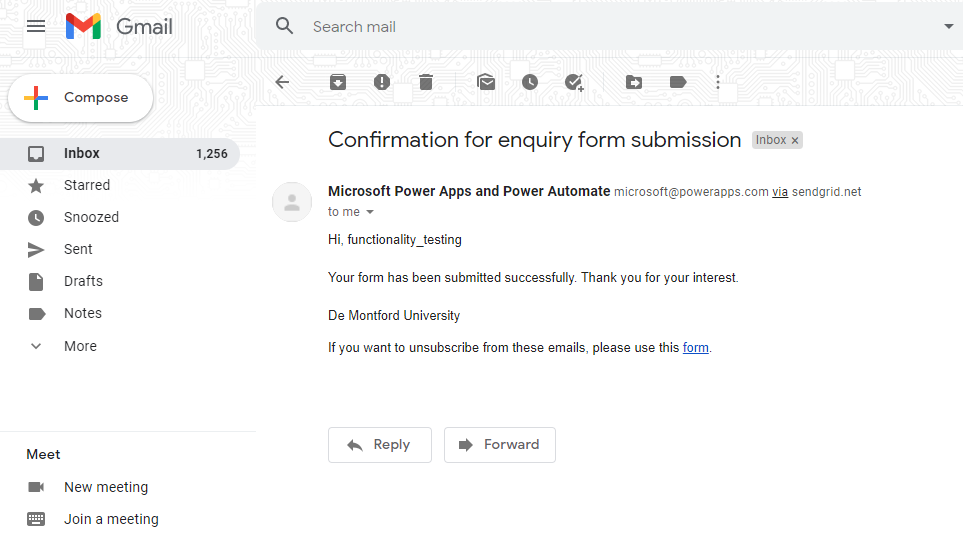 Gmail
Search mail
Compose
Inbox 1,256
Starred
Snoozed
Sent
Drafts
Notes
More
Meet
New meeting
Join a meeting
Confirmation for enquiry form submission Inbox x
Microsoft Power Apps and Power Automate microsoft@powerapps.com via sendgrid.net
to me
Hi, functionality_testing
Your form has been submitted successfully. Thank you for your interest.
De Montford University
If you want to unsubscribe from these emails, please use this form.
Reply Forward